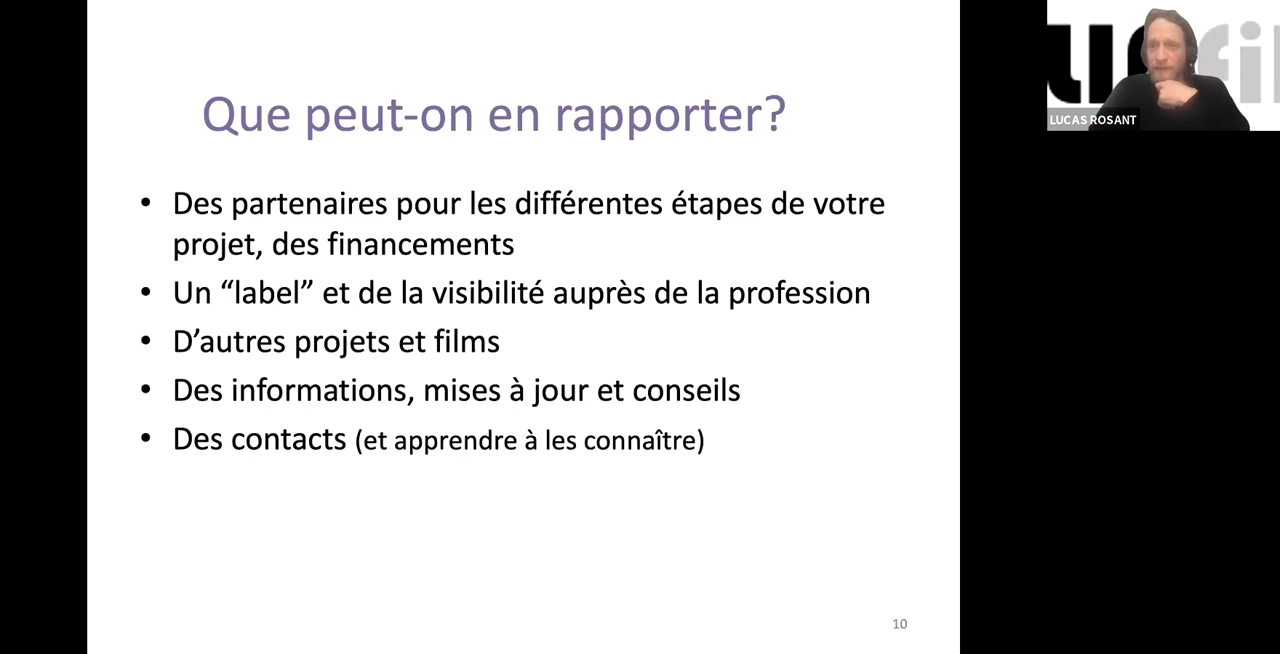 Que peut-on en rapporter?
• Des partenaires pour les différentes étapes de votre
projet, des financements
• Un “label” et de la visibilité auprès de la profession
• D’autres projets et films
• Des informations, mises à jour et conseils
• Des contacts (et apprendre à les connaître)
10
LUCAS ROSANT